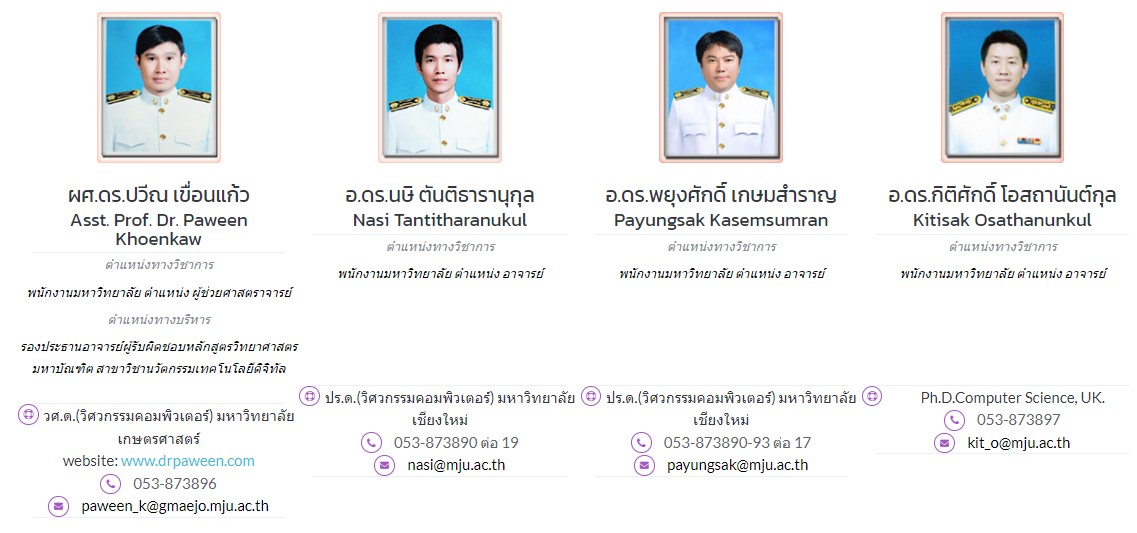 ผศ.ดร.ปวีณ เขื่อนแก้ว
Asst. Prof. Dr. Paween
Khoenkaw
ตำแหน่งทางวิชาการ
พนักงานมหาวิทยาลัย ตำแหน่ง ผู้ช่วยศาสตราจารย์
ตำแหน่งทางบริหาร
รองประธานอาจารย์ผู้รับผิดชอบหลักสูตรวิทยาศาสตร
มหาบัณฑิต สาขาวิชานวัตกรรมเทคโนโลยีดิจิทัล
วศ.ด.(วิศวกรรมคอมพิวเตอร์) มหาวิทยาลัย
เกษตรศาสตร์
website: www.drpaween.com
053-873896
paween_k@gmaejo.mju.ac.th
อ.ดร.นษิ ตันติธารานุกุล
Nasi Tantitharanukul
ตำแหน่งทางวิชาการ
พนักงานมหาวิทยาลัย ตำแหน่ง อาจารย์
ปร.ด.(วิศวกรรมคอมพิวเตอร์) มหาวิทยาลัย
เชียงใหม่
053-873890 ต่อ 19
nasi@mju.ac.th
อ.ดร.พยุงศักดิ์ เกษมสำราญ
Payungsak Kasemsumran
ตำแหน่งทางวิชาการ
พนักงานมหาวิทยาลัย ตำแหน่ง อาจารย์
ปร.ด.(วิศวกรรมคอมพิวเตอร์) มหาวิทยาลัย
เชียงใหม่
053-873890-93 ต่อ 17
payungsak@mju.ac.th
อ.ดร.กิติศักดิ์ โอสถานันต์กุล
Kitisak Osathanunkul
ตำแหน่งทางวิชาการ
พนักงานมหาวิทยาลัย ตำแหน่ง อาจารย์
Ph.D.Computer Science, UK.
053-873897
kit_o@mju.ac.th